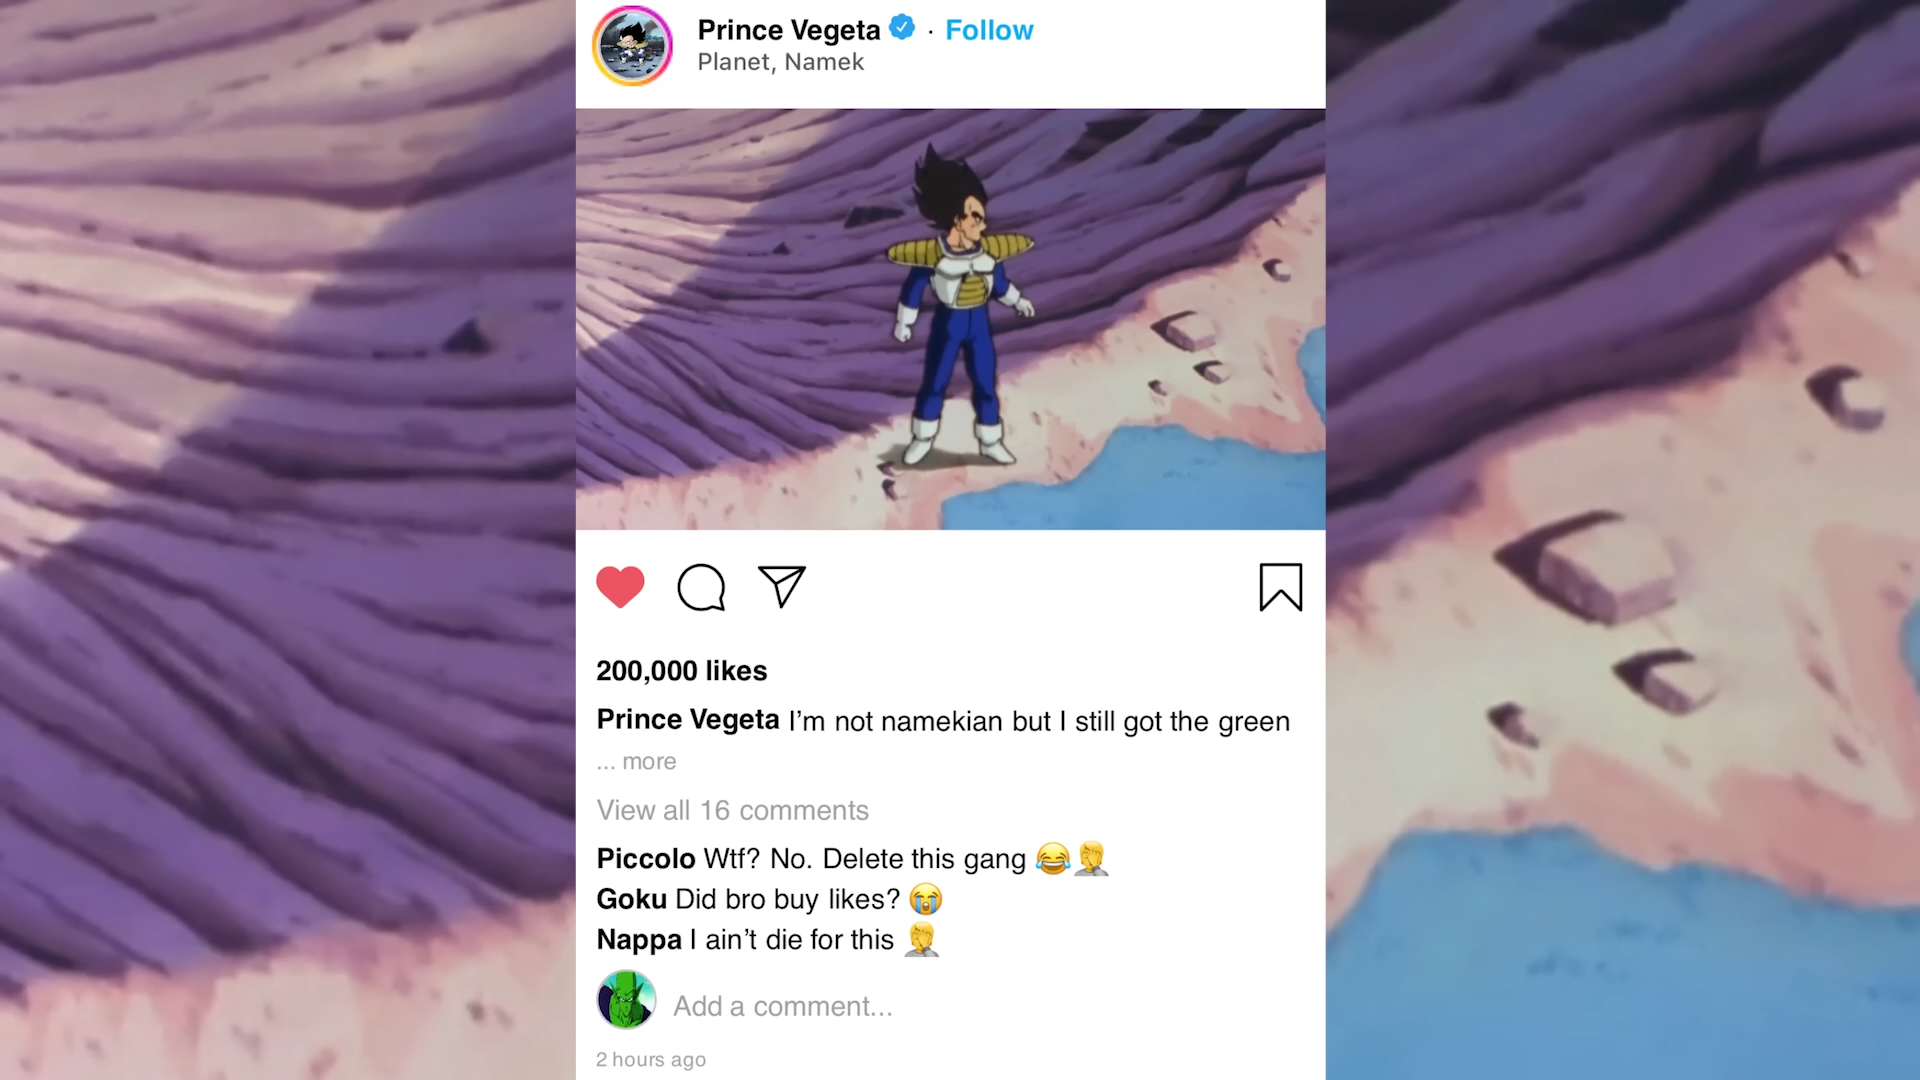 Prince Vegeta · Follow
Planet, Namek
200,000 likes
Prince Vegeta I’m not namekian but I still got the green
... more
View all 16 comments
Piccolo Wtf? No. Delete this gang 😂🤦
Goku Did bro buy likes? 😭
Nappa I ain’t die for this 🤦
Add a comment...
2 hours ago